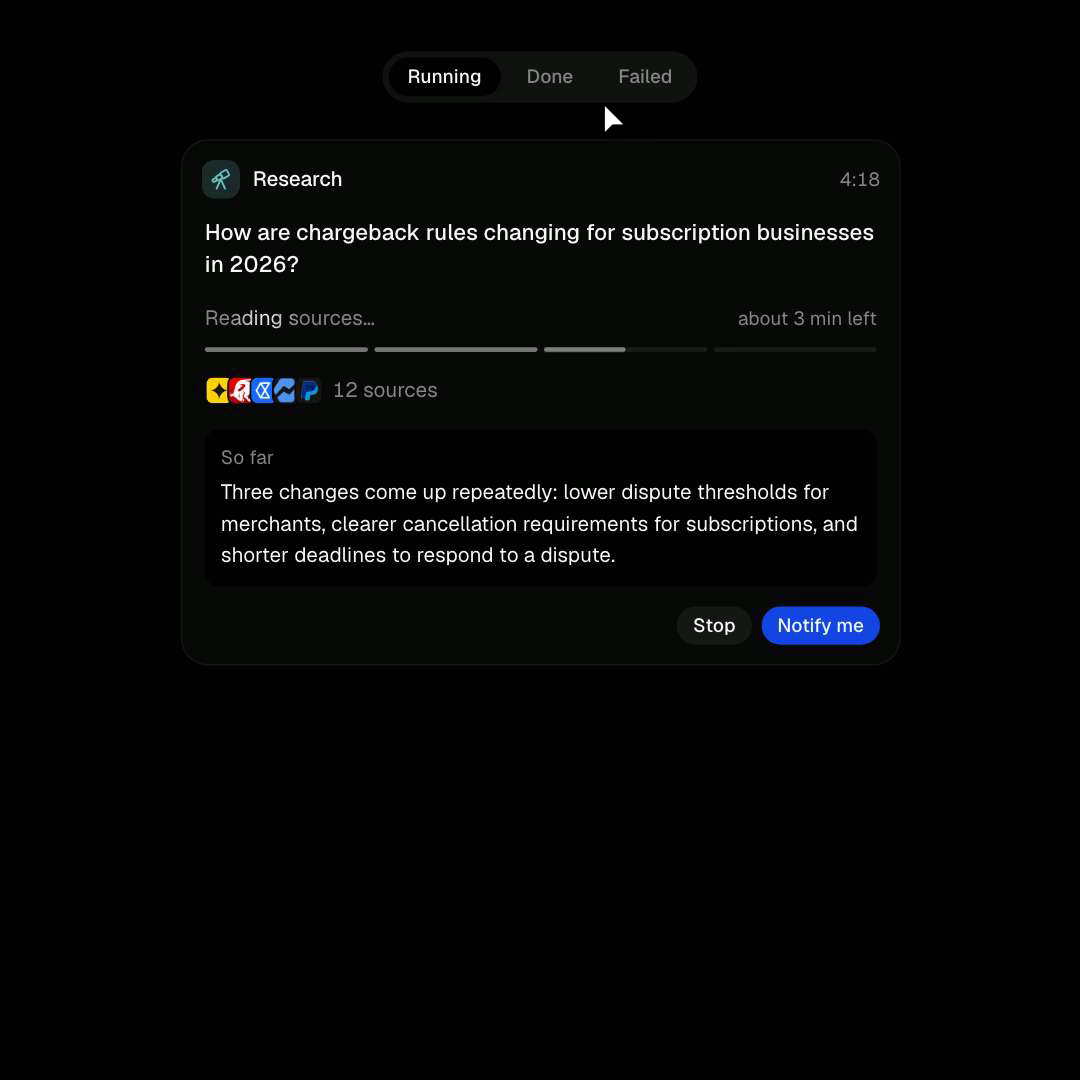 Running Done Failed
Research 4:18
How are chargeback rules changing for subscription businesses
in 2026?
Reading sources... about 3 min left
12 sources
So far
Three changes come up repeatedly: lower dispute thresholds for
merchants, clearer cancellation requirements for subscriptions, and
shorter deadlines to respond to a dispute.
Stop Notify me